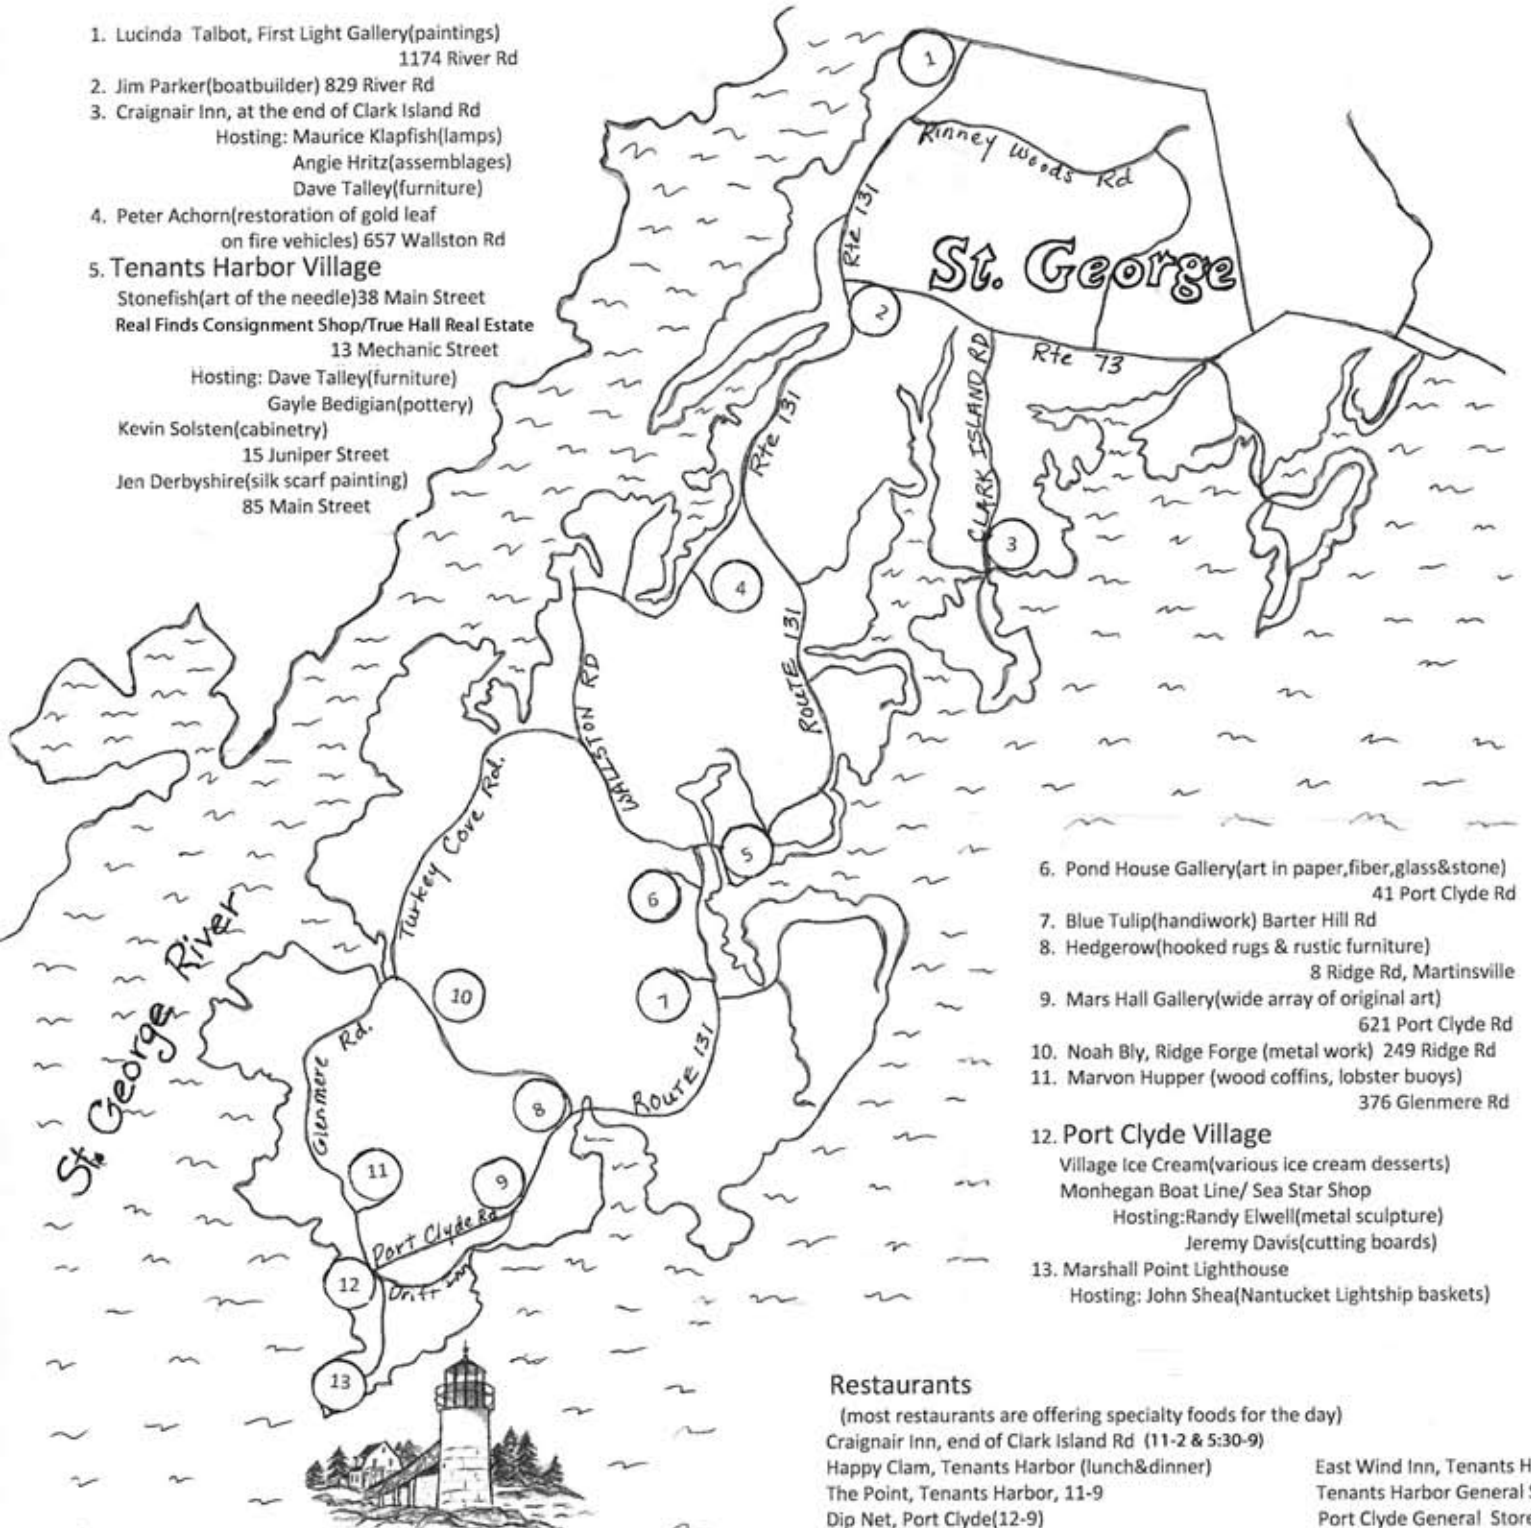 1. Lucinda Talbot, First Light Gallery(paintings)
1174 River Rd
2. Jim Parker(boatbuilder) 829 River Rd
3. Craignair Inn, at the end of Clark Island Rd
Hosting: Maurice Klapfish(lamps)
Angie Hritz(assemblages)
Dave Talley(furniture)
4. Peter Achorn(restoration of gold leaf
on fire vehicles) 657 Wallston Rd
5. Tenants Harbor Village
Stonefish(art of the needle)38 Main Street
Real Finds Consignment Shop/True Hall Real Estate
13 Mechanic Street
Hosting: Dave Talley(furniture)
Gayle Bedigian(pottery)
Kevin Solsten(cabinetry)
15 Juniper Street
Jen Derbyshire(silk scarf painting)
85 Main Street
1
Kinney Woods Rd
Rte 131
St. George
2
Rte 73
CLARK ISLAND RD
Rte 131
3
4
ROUTE 131
WALLSTON RD
Turkey Cove Rd.
5
6
St. George River
10
7
Glenmere Rd.
ROUTE 131
8
11
9
Port Clyde Rd
12
Drift Inn
13
6. Pond House Gallery(art in paper,fiber,glass&stone)
41 Port Clyde Rd
7. Blue Tulip(handiwork) Barter Hill Rd
8. Hedgerow(hooked rugs & rustic furniture)
8 Ridge Rd, Martinsville
9. Mars Hall Gallery(wide array of original art)
621 Port Clyde Rd
10. Noah Bly, Ridge Forge (metal work) 249 Ridge Rd
11. Marvon Hupper (wood coffins, lobster buoys)
376 Glenmere Rd
12. Port Clyde Village
Village Ice Cream(various ice cream desserts)
Monhegan Boat Line/ Sea Star Shop
Hosting:Randy Elwell(metal sculpture)
Jeremy Davis(cutting boards)
13. Marshall Point Lighthouse
Hosting: John Shea(Nantucket Lightship baskets)
Restaurants
(most restaurants are offering specialty foods for the day)
Craignair Inn, end of Clark Island Rd (11-2 & 5:30-9)
Happy Clam, Tenants Harbor (lunch&dinner)
The Point, Tenants Harbor, 11-9
Dip Net, Port Clyde(12-9)
East Wind Inn, Tenants H
Tenants Harbor General
Port Clyde General Store